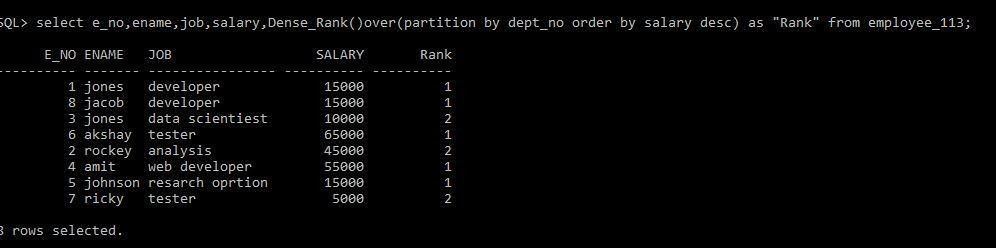 SQL> select e_no,ename,job,salary,Dense_Rank()over(partition by dept_no order by salary desc) as "Rank" from employee_113;
E_NO ENAME JOB SALARY Rank
---------- ------- ---------------- ---------- ----------
1 jones developer 15000 1
8 jacob developer 15000 1
3 jones data scientiest 10000 2
6 akshay tester 65000 1
2 rockey analysis 45000 2
4 amit web developer 55000 1
5 johnson resarch oprtion 15000 1
7 ricky tester 5000 2
8 rows selected.